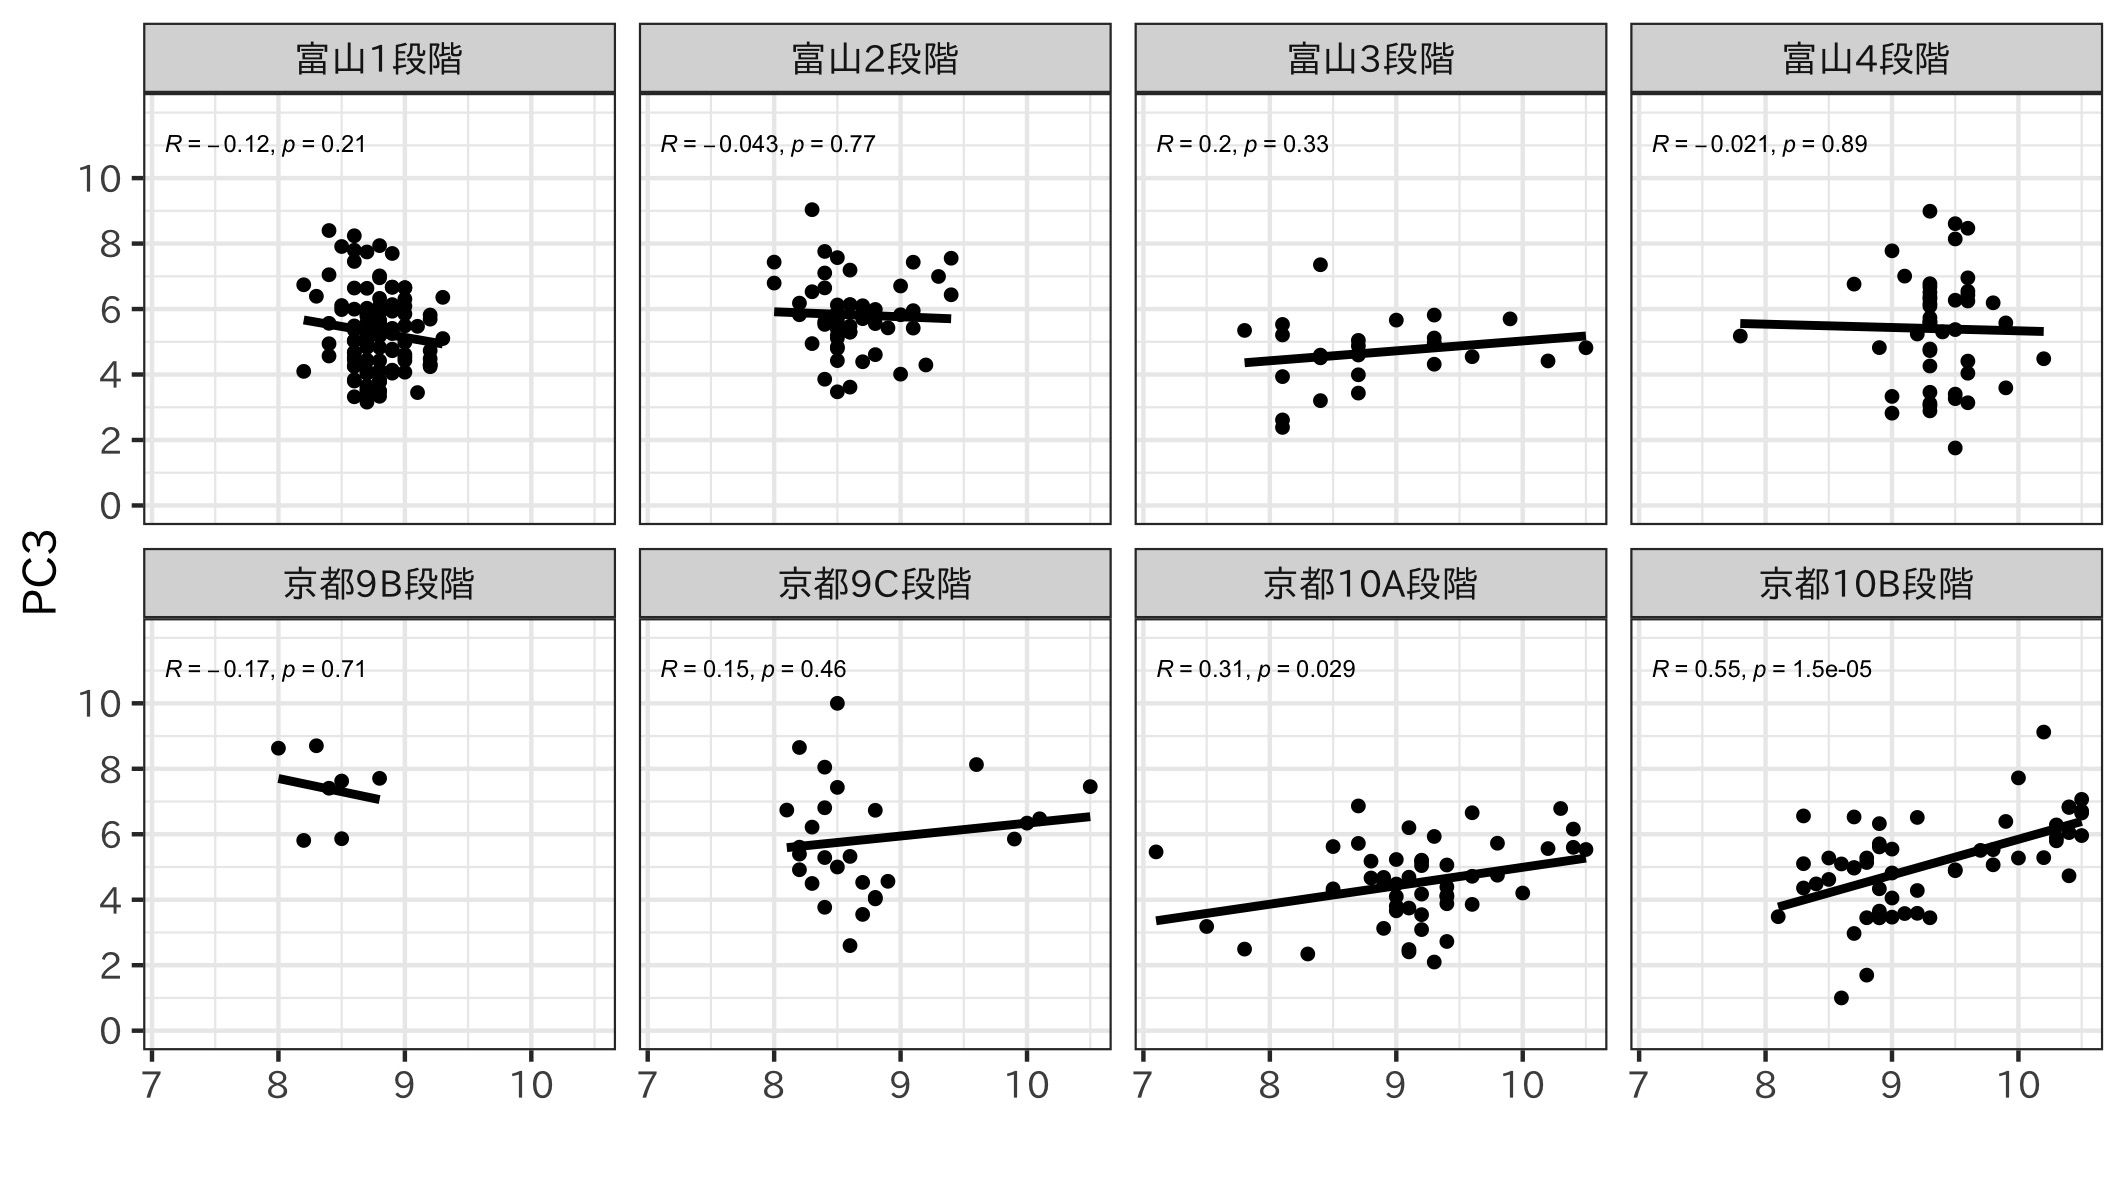 富山1段階 富山2段階 富山3段階 富山4段階
R = −0.12, p = 0.21 R = −0.043, p = 0.77 R = 0.2, p = 0.33 R = −0.021, p = 0.89
10
8
6
4
2
0
PC3
京都9B段階 京都9C段階 京都10A段階 京都10B段階
R = −0.17, p = 0.71 R = 0.15, p = 0.46 R = 0.31, p = 0.029 R = 0.55, p = 1.5e-05
10
8
6
4
2
0
7 8 9 10 7 8 9 10 7 8 9 10 7 8 9 10